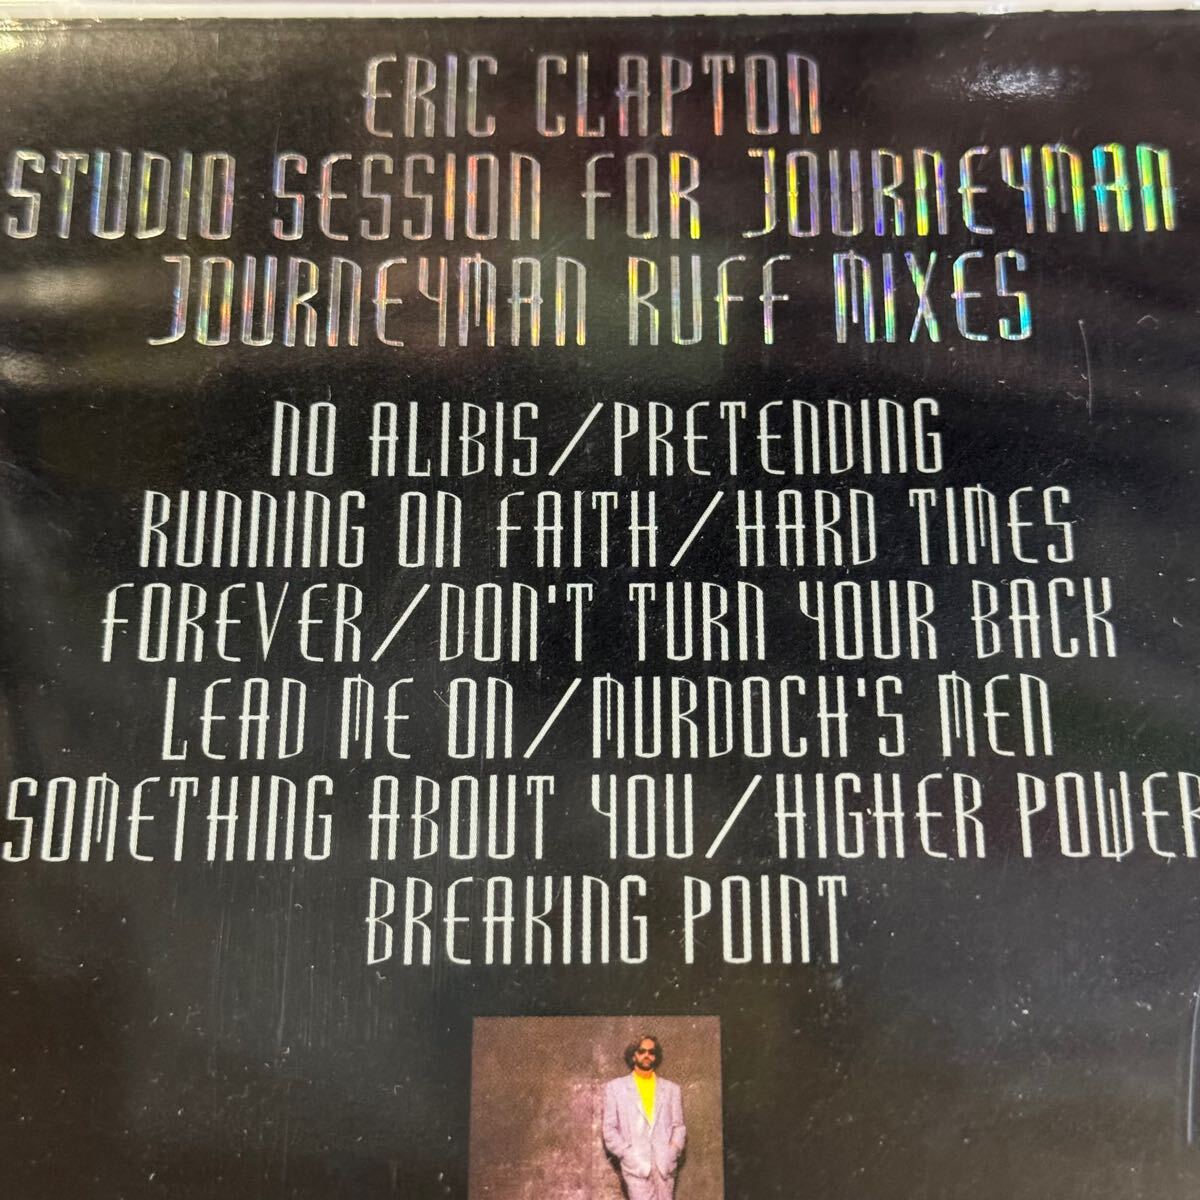 ERIC CLAPTON
STUDIO SESSION FOR JOURNEYMAN
JOURNEYMAN RUFF MIXES
NO ALIBIS/PRETENDING
RUNNING ON FAITH/HARD TIMES
FOREVER/DON'T TURN YOUR BACK
LEAD ME ON/MURDOCH'S MEN
SOMETHING ABOUT YOU/HIGHER POWER
BREAKING POINT